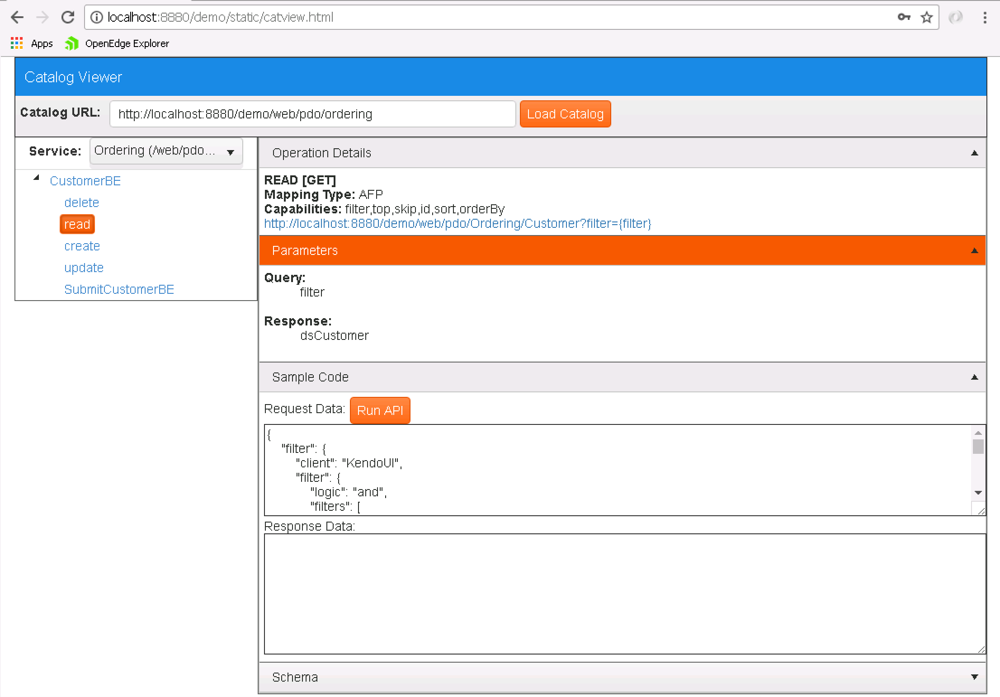 localhost:8880/demo/static/catview.html
Apps OpenEdge Explorer
Catalog Viewer
Catalog URL: http://localhost:8880/demo/web/pdo/ordering Load Catalog
Service: Ordering (/web/pdo...
CustomerBE
delete
read
create
update
SubmitCustomerBE
Operation Details
READ [GET]
Mapping Type: AFP
Capabilities: filter,top,skip,id,sort,orderBy
http://localhost:8880/demo/web/pdo/Ordering/Customer?filter={filter}
Parameters
Query:
filter
Response:
dsCustomer
Sample Code
Request Data: Run API
{
"filter": {
"client": "KendoUI",
"filter": {
"logic": "and",
"filters": [
Response Data:
Schema